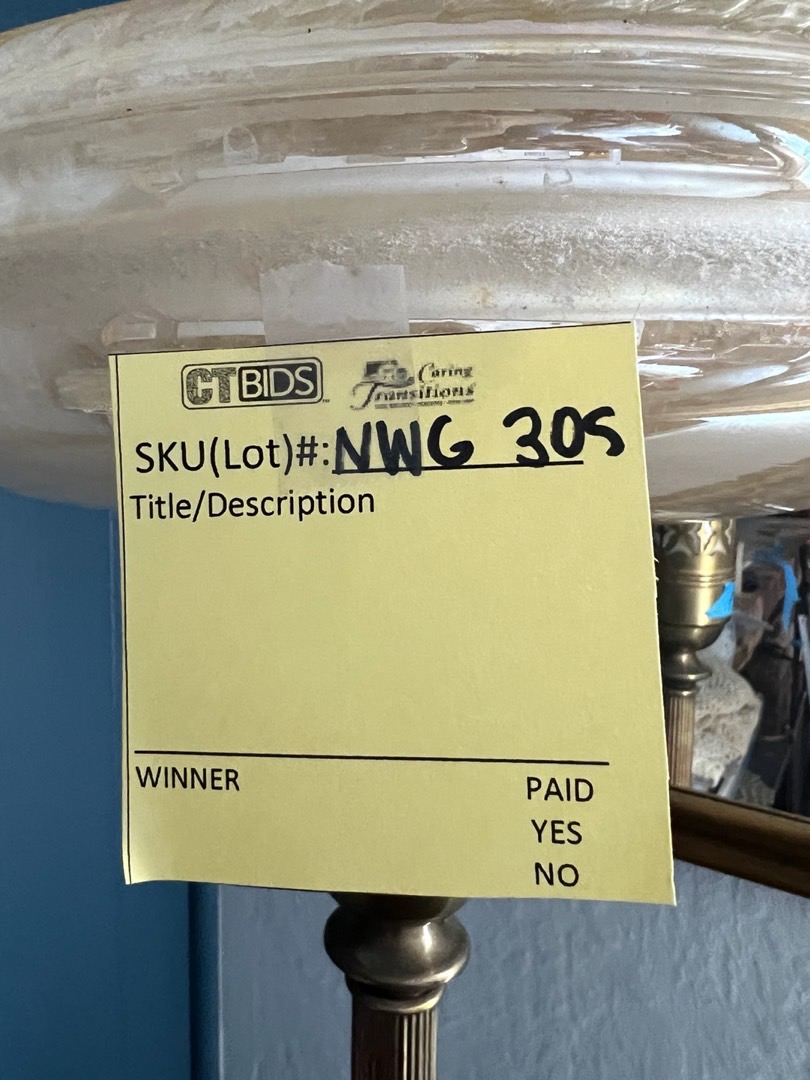 CTBIDS
Caring
Transitions
SKU(Lot)#: NWG 305
Title/Description
WINNER
PAID
YES
NO